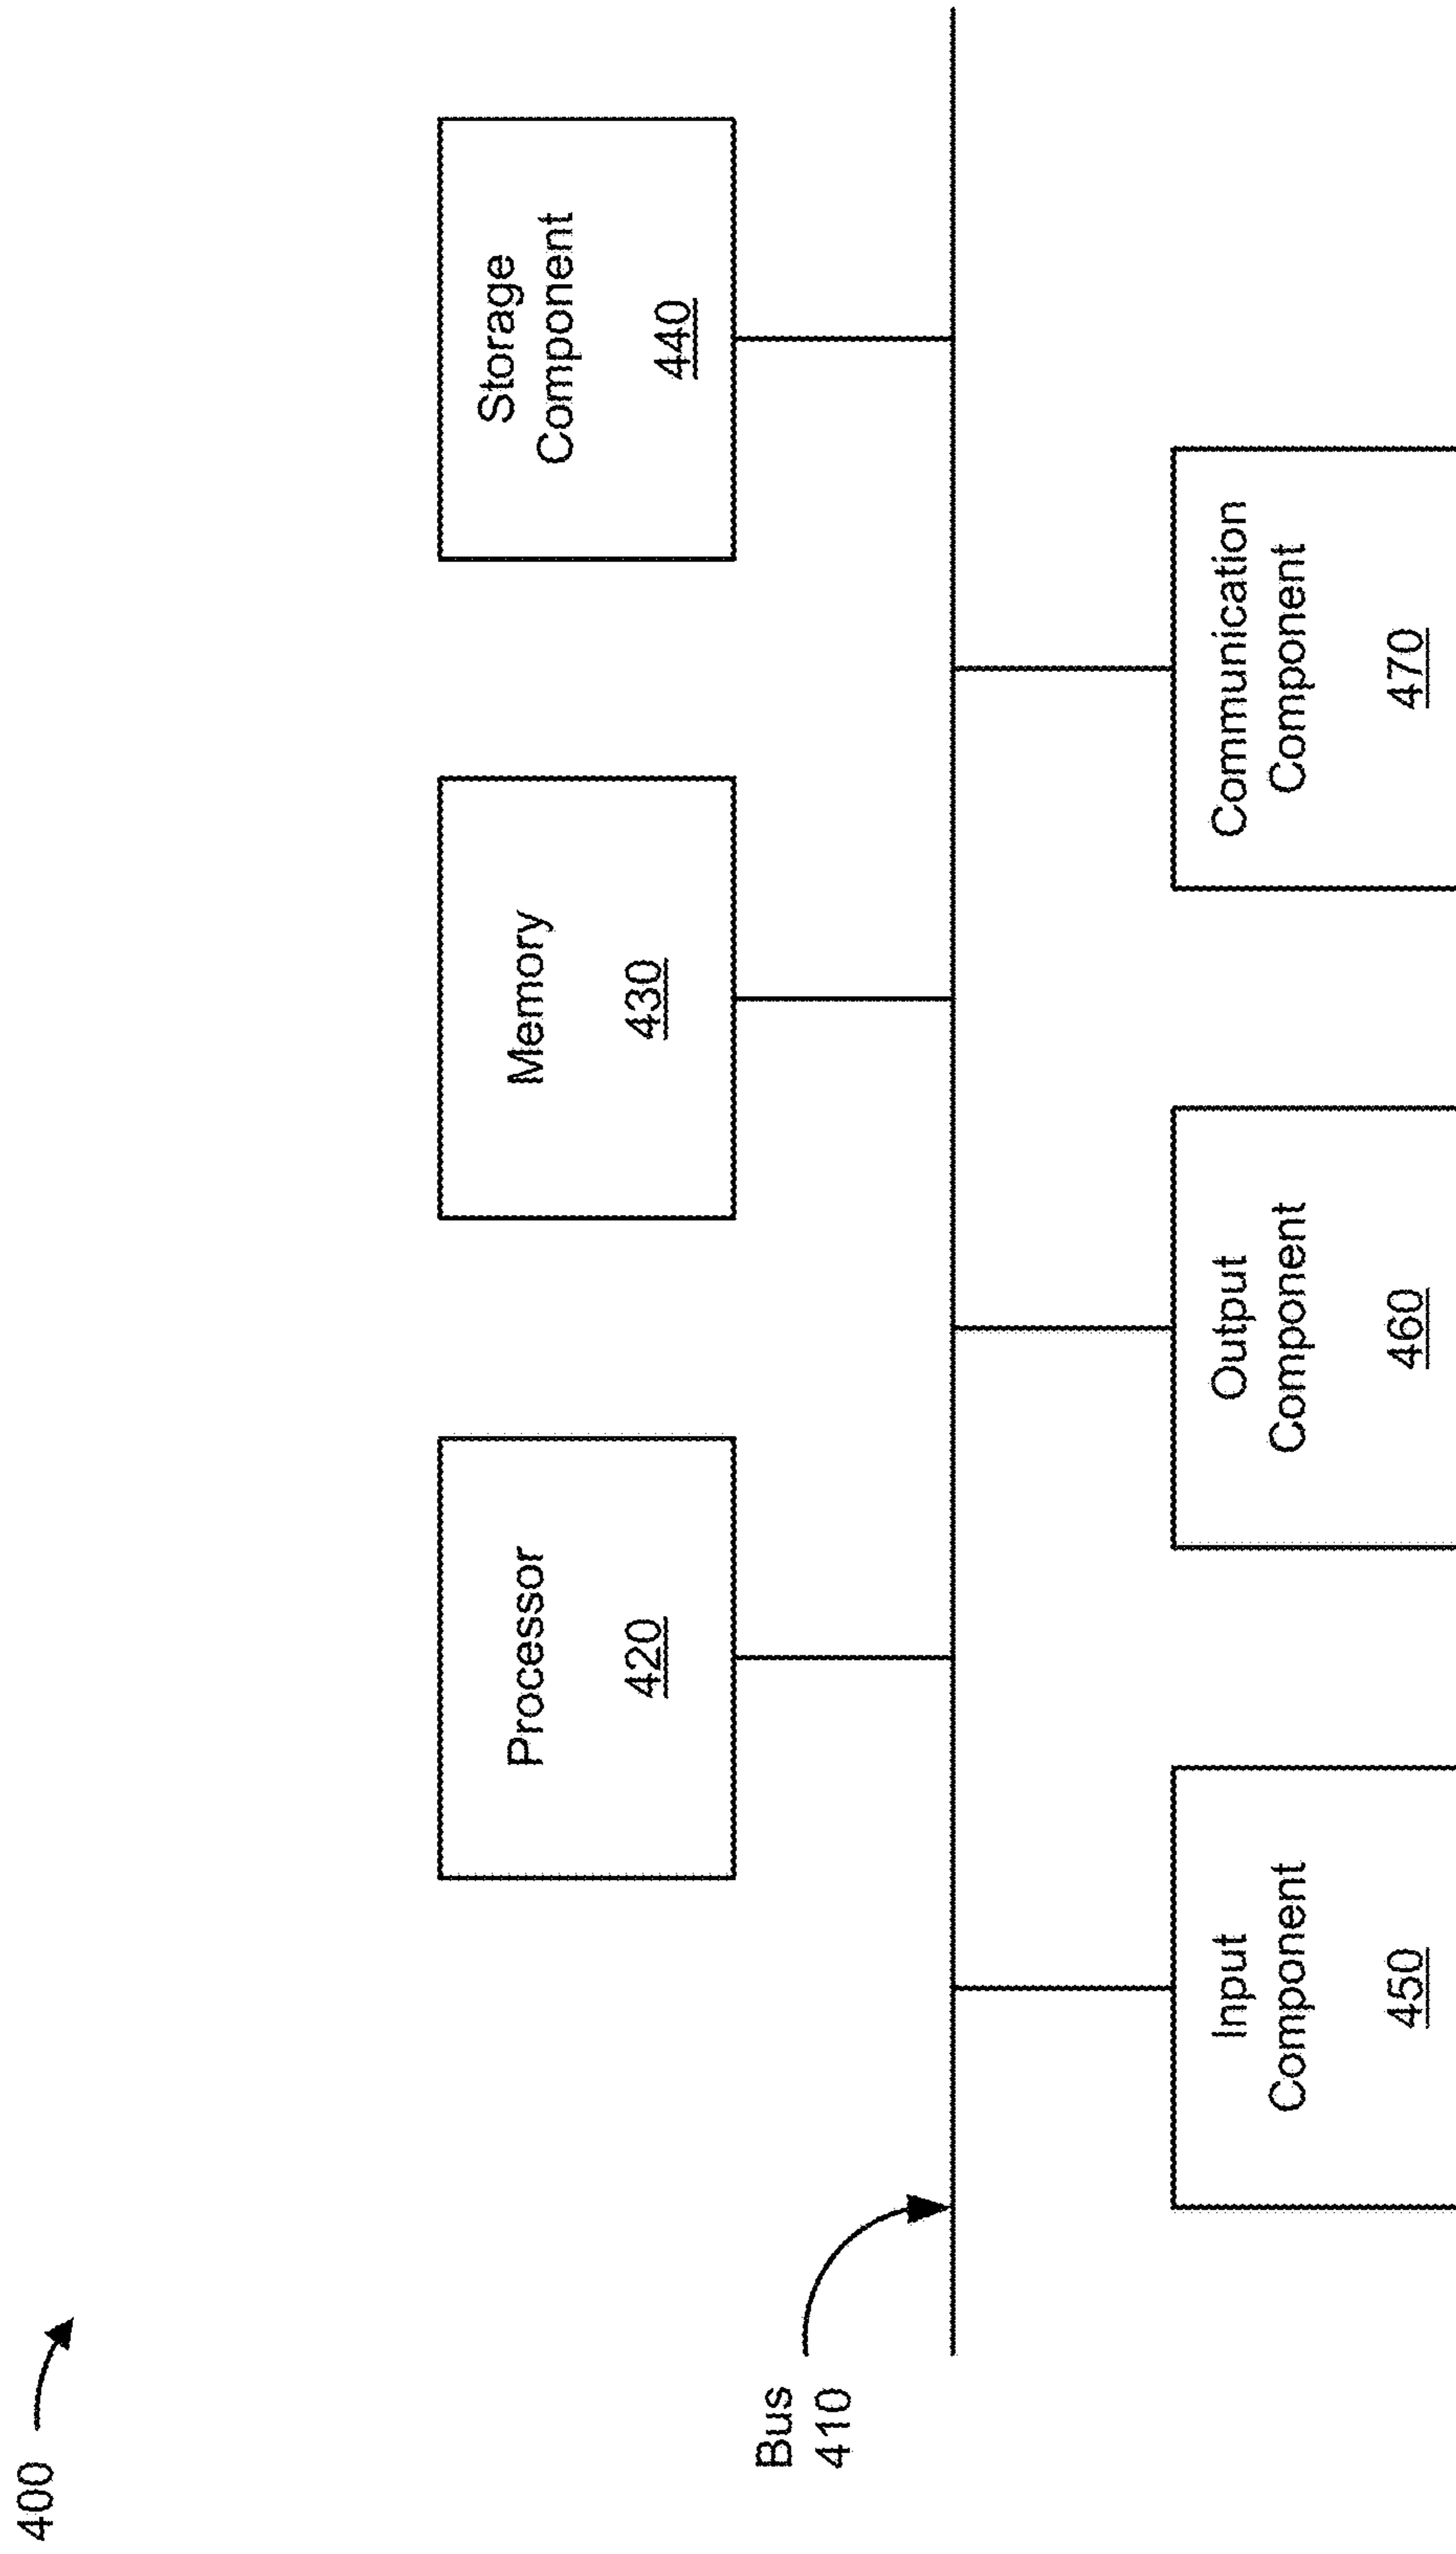 400
Processor
420
Memory
430
Storage
Component
440
Bus
410
Input
Component
450
Output
Component
460
Communication
Component
470